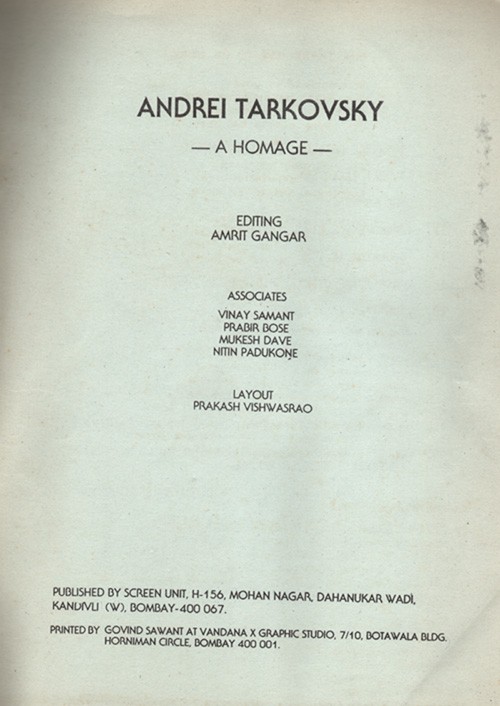 ANDREI TARKOVSKY
— A HOMAGE —
EDITING
AMRIT GANGAR
ASSOCIATES
VINAY SAMANT
PRABIR BOSE
MUKESH DAVE
NITIN PADUKONE
LAYOUT
PRAKASH VISHWASRAO
PUBLISHED BY SCREEN UNIT, H-156, MOHAN NAGAR, DAHANUKAR WADI,
KANDIVLI (W), BOMBAY-400 067.
PRINTED BY GOVIND SAWANT AT VANDANA X GRAPHIC STUDIO, 7/10, BOTAWALA BLDG.
HORNIMAN CIRCLE, BOMBAY 400 001.